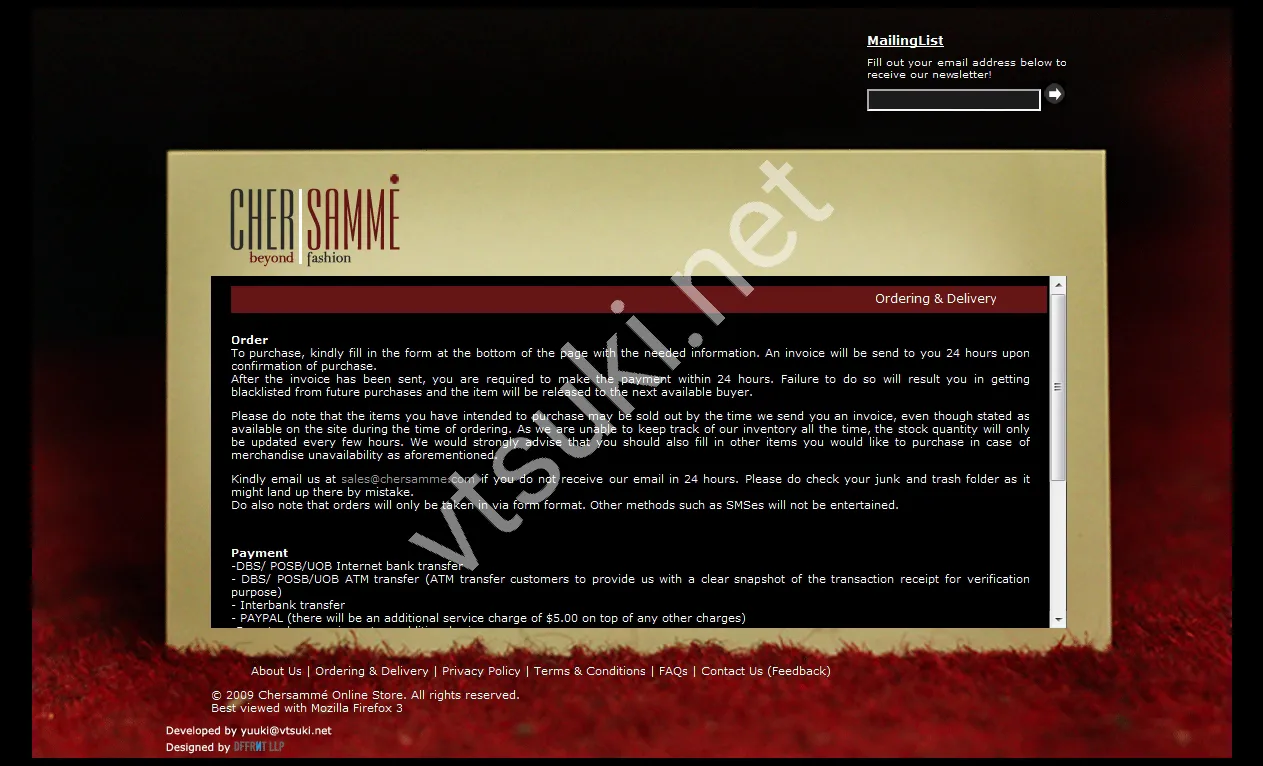 MailingList
Fill out your email address below to
receive our newsletter!
CHER SAMMÉ
beyond fashion
Ordering & Delivery
Order
To purchase, kindly fill in the form at the bottom of the page with the needed information. An invoice will be send to you 24 hours upon
confirmation of purchase.
After the invoice has been sent, you are required to make the payment within 24 hours. Failure to do so will result you in getting
blacklisted from future purchases and the item will be released to the next available buyer.
Please do note that the items you have intended to purchase may be sold out by the time we send you an invoice, even though stated as
available on the site during the time of ordering. As we are unable to keep track of our inventory all the time, the stock quantity will only
be updated every few hours. We would strongly advise that you should also fill in other items you would like to purchase in case of
merchandise unavailability as aforementioned.
Kindly email us at sales@chersamme.com if you do not receive our email in 24 hours. Please do check your junk and trash folder as it
might land up there by mistake.
Do also note that orders will only be taken in via form format. Other methods such as SMSes will not be entertained.
Payment
-DBS/ POSB/UOB Internet bank transfer
- DBS/ POSB/UOB ATM transfer (ATM transfer customers to provide us with a clear snapshot of the transaction receipt for verification
purpose)
- Interbank transfer
- PAYPAL (there will be an additional service charge of $5.00 on top of any other charges)
vtsuki.net
About Us | Ordering & Delivery | Privacy Policy | Terms & Conditions | FAQs | Contact Us (Feedback)
© 2009 Chersammé Online Store. All rights reserved.
Best viewed with Mozilla Firefox 3
Developed by yuuki@vtsuki.net
Designed by DFFRNT LLP